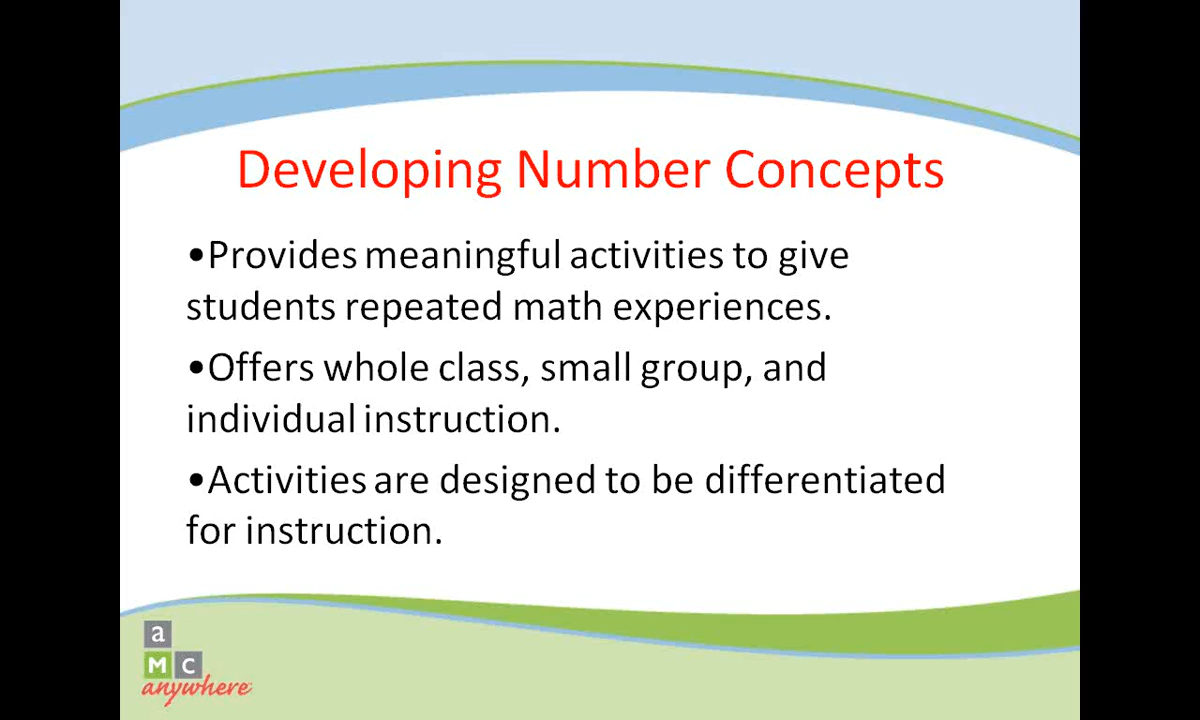 Developing Number Concepts
•Provides meaningful activities to give
students repeated math experiences.
•Offers whole class, small group, and
individual instruction.
•Activities are designed to be differentiated
for instruction.
a
M C
anywhere